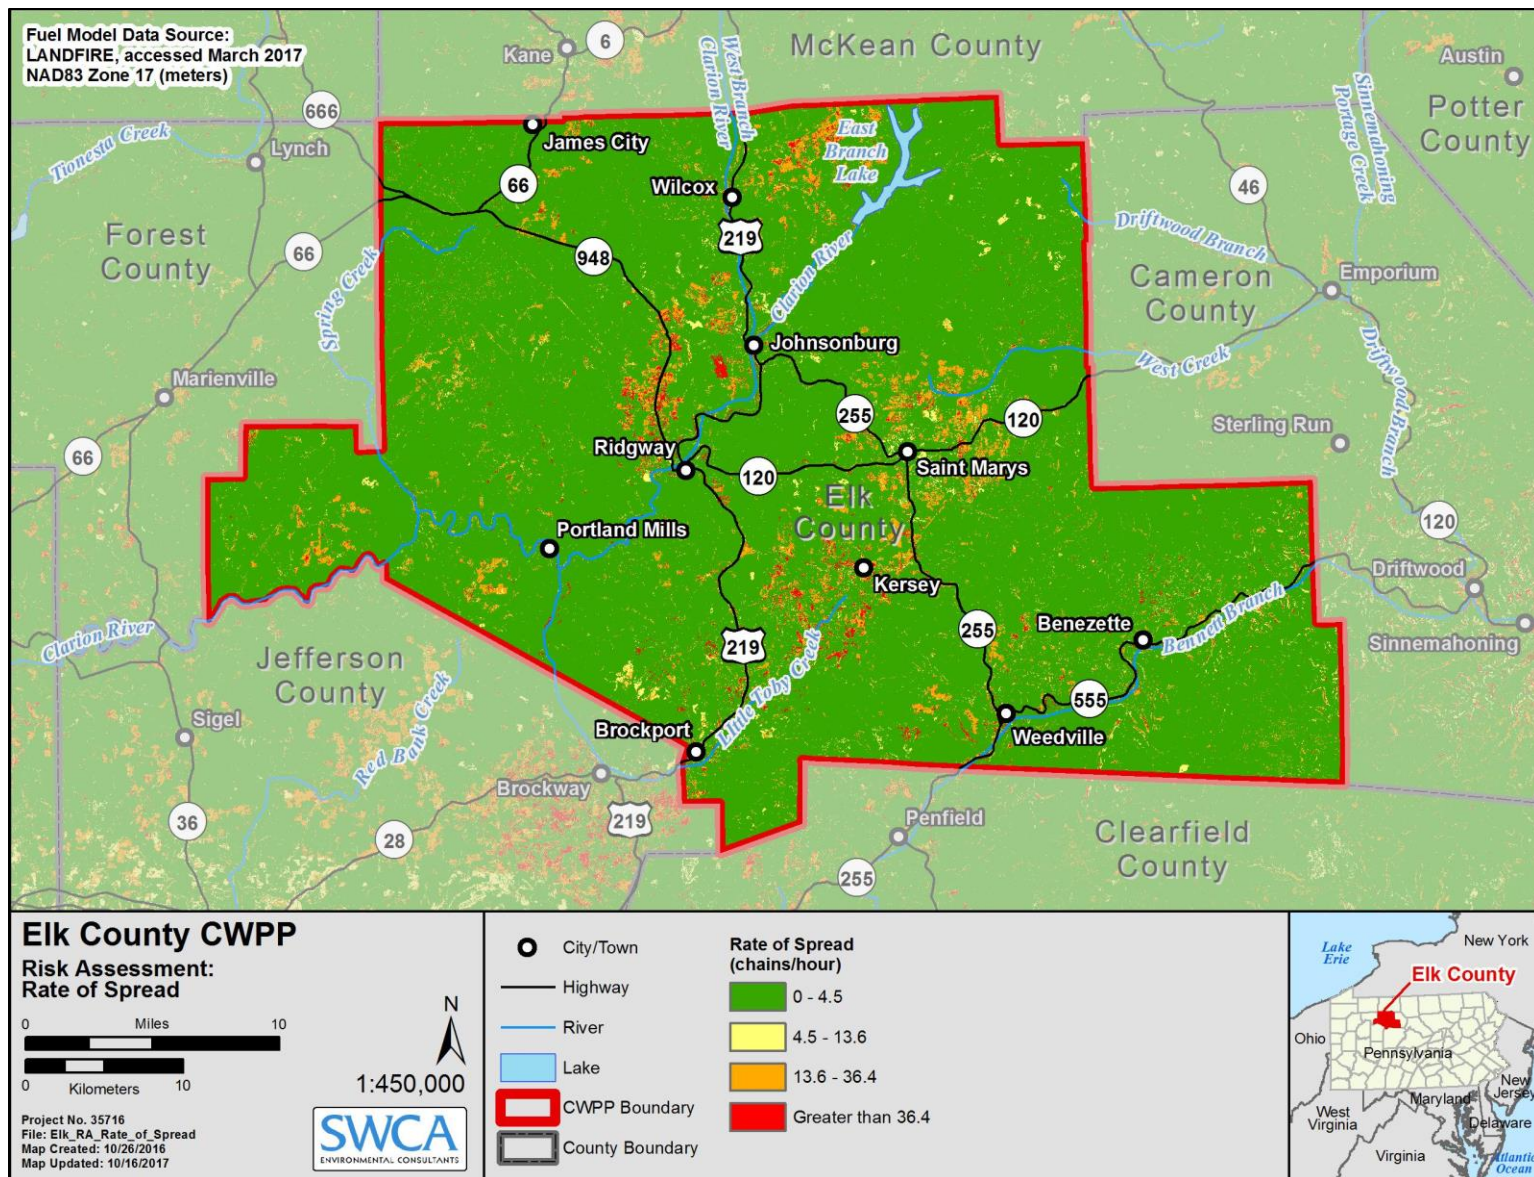 Fuel Model Data Source:
LANDFIRE, accessed March 2017
NAD83 Zone 17 (meters)
Kane
6
McKean County
Austin
Potter
County
666
Tionesta Creek
Lynch
James City
West Branch
Clarion River
East
Branch
Lake
Sinnemahoning
Portage Creek
66
Wilcox
46
Forest
County
66
948
219
Clarion River
Driftwood Branch
Cameron
County
Emporium
Spring Creek
Johnsonburg
West Creek
Driftwood Branch
Marienville
255
120
Sterling Run
66
Ridgway
120
Saint Marys
Elk
County
120
Portland Mills
Kersey
Driftwood
Clarion River
Jefferson
County
219
255
Benezette
Bennett Branch
Sinnemahoning
Sigel
Red Bank Creek
Little Toby Creek
555
Brockport
Weedville
Brockway
36
28
219
Penfield
Clearfield
County
255
Elk County CWPP
Risk Assessment:
Rate of Spread
0 Miles 10
0 Kilometers 10
N
1:450,000
Project No. 35716
File: Elk_RA_Rate_of_Spread
Map Created: 10/26/2016
Map Updated: 10/16/2017
SWCA
ENVIRONMENTAL CONSULTANTS
City/Town
Highway
River
Lake
CWPP Boundary
County Boundary
Rate of Spread
(chains/hour)
0 - 4.5
4.5 - 13.6
13.6 - 36.4
Greater than 36.4
Lake
Erie
New York
Elk County
Ohio
Pennsylvania
New
Jersey
Maryland
West
Virginia
Delaware
Virginia
Atlantic
Ocean